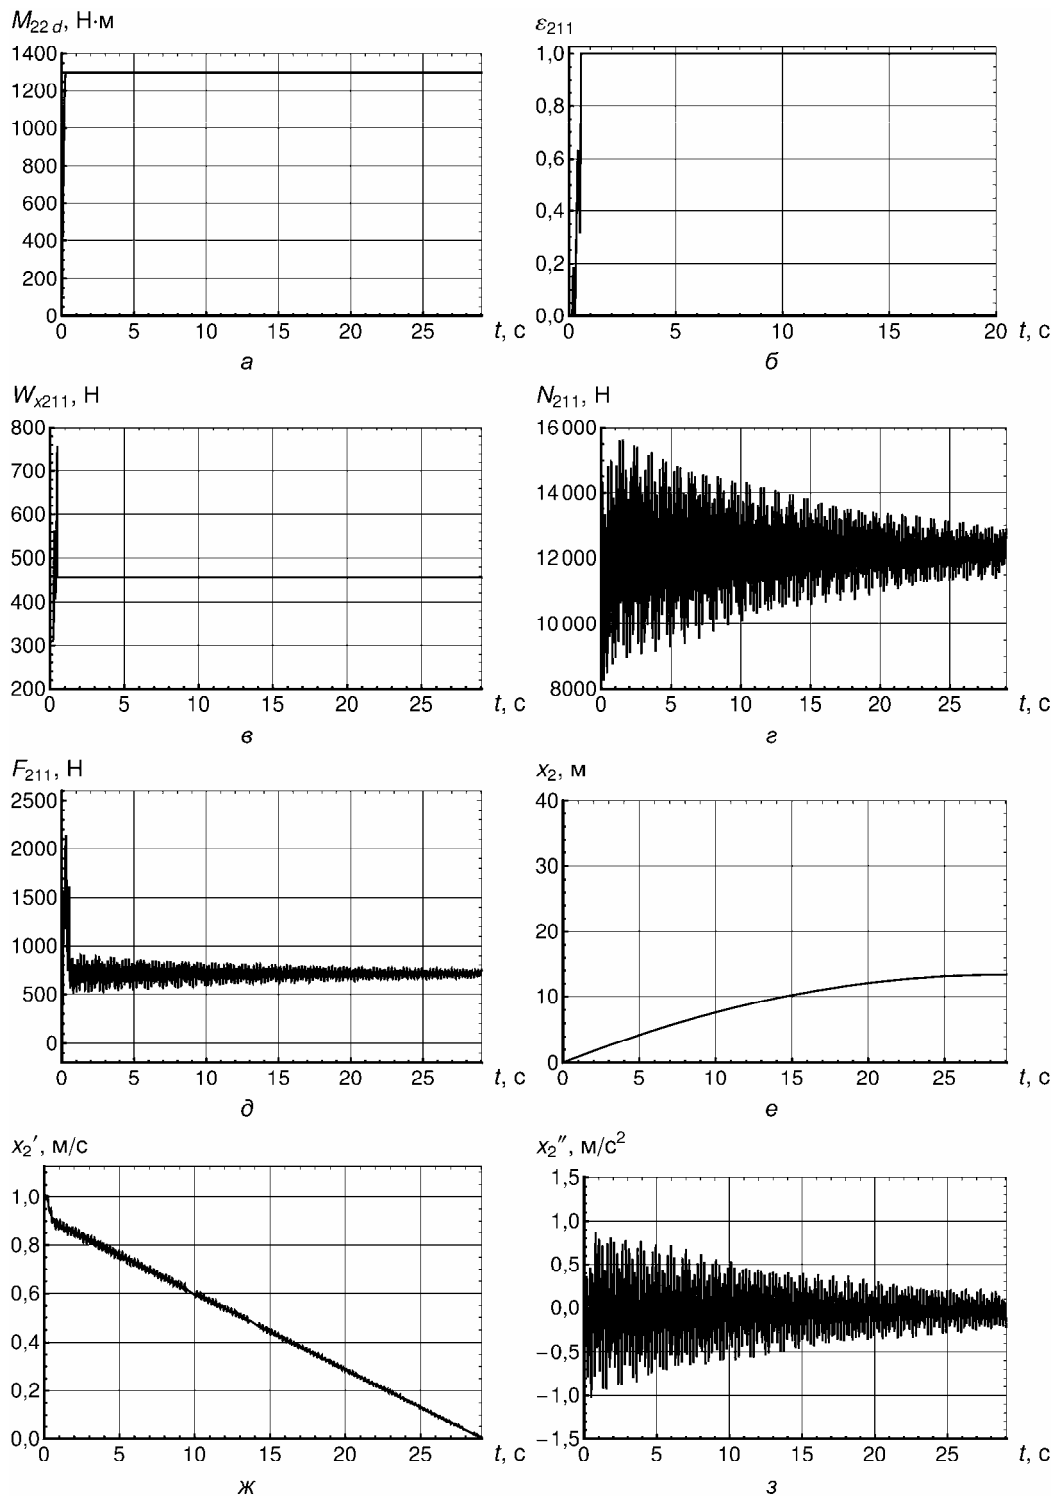 M22 d, Н·м
1400
1200
1000
800
600
400
200
0
0 5 10 15 20 25 t, с
а
ε211
1,0
0,8
0,6
0,4
0,2
0,0
0 5 10 15 20 t, с
б
Wx211, Н
800
700
600
500
400
300
200
0 5 10 15 20 25 t, с
в
N211, Н
16 000
14 000
12 000
10 000
8000
0 5 10 15 20 25 t, с
г
F211, Н
2500
2000
1500
1000
500
0
0 5 10 15 20 25 t, с
д
x2, м
40
30
20
10
0
0 5 10 15 20 25 t, с
е
x2′, м/с
1,0
0,8
0,6
0,4
0,2
0,0
0 5 10 15 20 25 t, с
ж
x2″, м/с2
1,5
1,0
0,5
0,0
−0,5
−1,0
−1,5
0 5 10 15 20 25 t, с
з